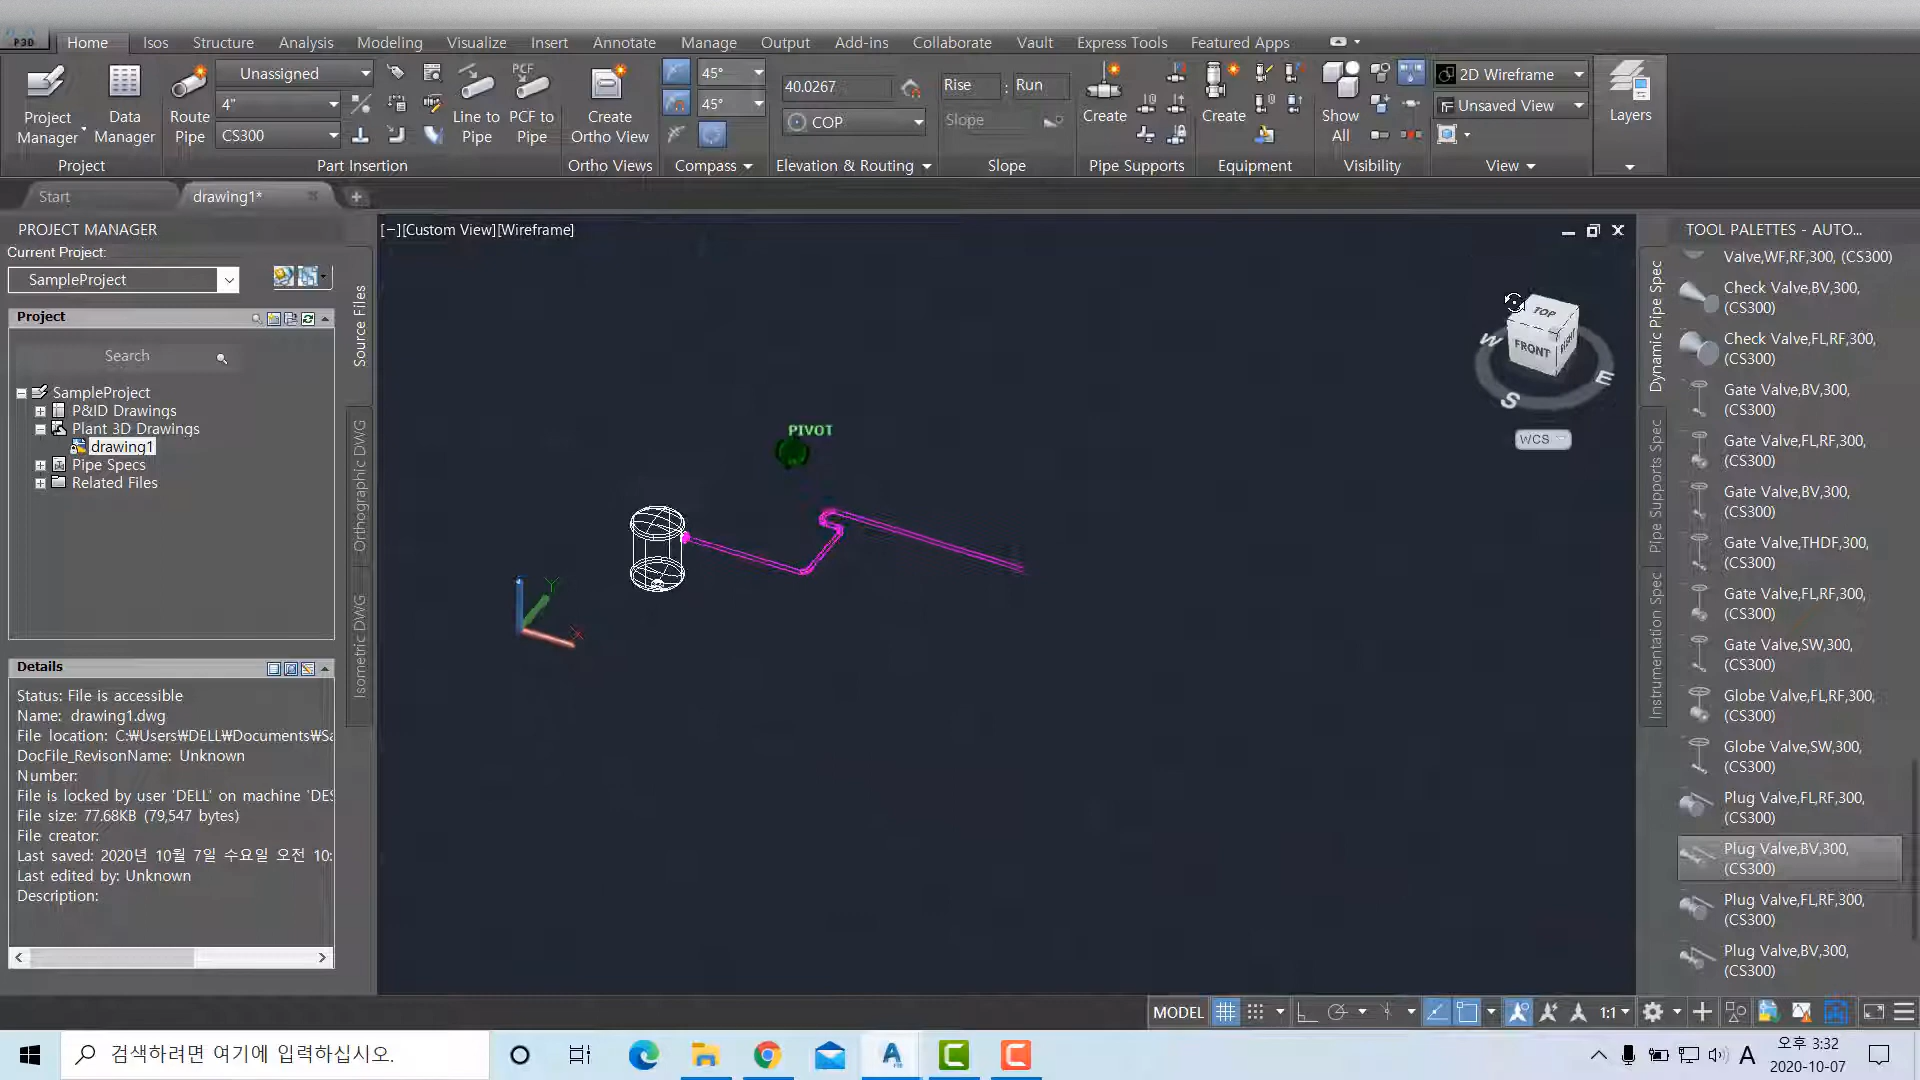 P3D
Home Isos Structure Analysis Modeling Visualize Insert Annotate Manage Output Add-ins Collaborate Vault Express Tools Featured Apps
Project Manager
Data Manager
Project
Route Pipe
Unassigned
4"
CS300
Line to Pipe
PCF to Pipe
Part Insertion
Create Ortho View
Ortho Views
45°
45°
Compass
40.0267
COP
Elevation & Routing
Rise : Run
Slope
Slope
Create
Pipe Supports
Create
Equipment
Show All
Visibility
2D Wireframe
Unsaved View
View
Layers
Start
drawing1*
PROJECT MANAGER
Current Project:
SampleProject
Project
Search
SampleProject
P&ID Drawings
Plant 3D Drawings
drawing1
Pipe Specs
Related Files
Source Files
Orthographic DWG
Isometric DWG
Details
Status: File is accessible
Name: drawing1.dwg
File location: C:₩Users₩DELL₩Documents₩Sa
DocFile_RevisonName: Unknown
Number:
File is locked by user 'DELL' on machine 'DES
File size: 77.68KB (79,547 bytes)
File creator:
Last saved: 2020년 10월 7일 수요일 오전 10:
Last edited by: Unknown
Description:
[−][Custom View][Wireframe]
PIVOT
Y
X
TOP
FRONT
RIGHT
W
S
E
WCS
TOOL PALETTES - AUTO...
Dynamic Pipe Spec
Pipe Supports Spec
Instrumentation Spec
Valve,WF,RF,300, (CS300)
Check Valve,BV,300, (CS300)
Check Valve,FL,RF,300, (CS300)
Gate Valve,BV,300, (CS300)
Gate Valve,FL,RF,300, (CS300)
Gate Valve,BV,300, (CS300)
Gate Valve,THDF,300, (CS300)
Gate Valve,FL,RF,300, (CS300)
Gate Valve,SW,300, (CS300)
Globe Valve,FL,RF,300, (CS300)
Globe Valve,SW,300, (CS300)
Plug Valve,FL,RF,300, (CS300)
Plug Valve,BV,300, (CS300)
Plug Valve,FL,RF,300, (CS300)
Plug Valve,BV,300, (CS300)
MODEL
1:1
검색하려면 여기에 입력하십시오.
A
오후 3:32
2020-10-07